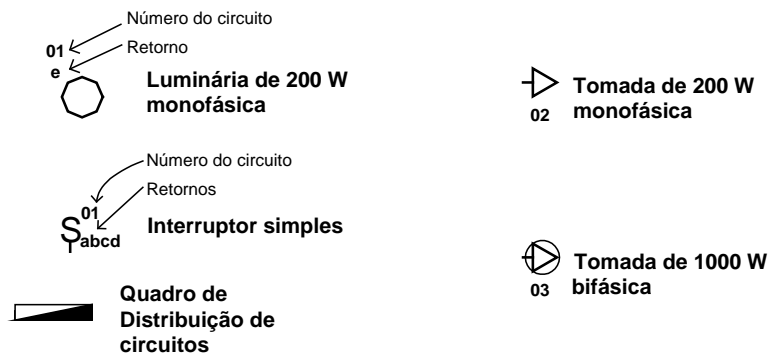 Número do circuito
01
Retorno
e
Luminária de 200 W
monofásica
Número do circuito
Retornos
01
S
abcd
Interruptor simples
Quadro de
Distribuição de
circuitos
Tomada de 200 W
02 monofásica
Tomada de 1000 W
03 bifásica